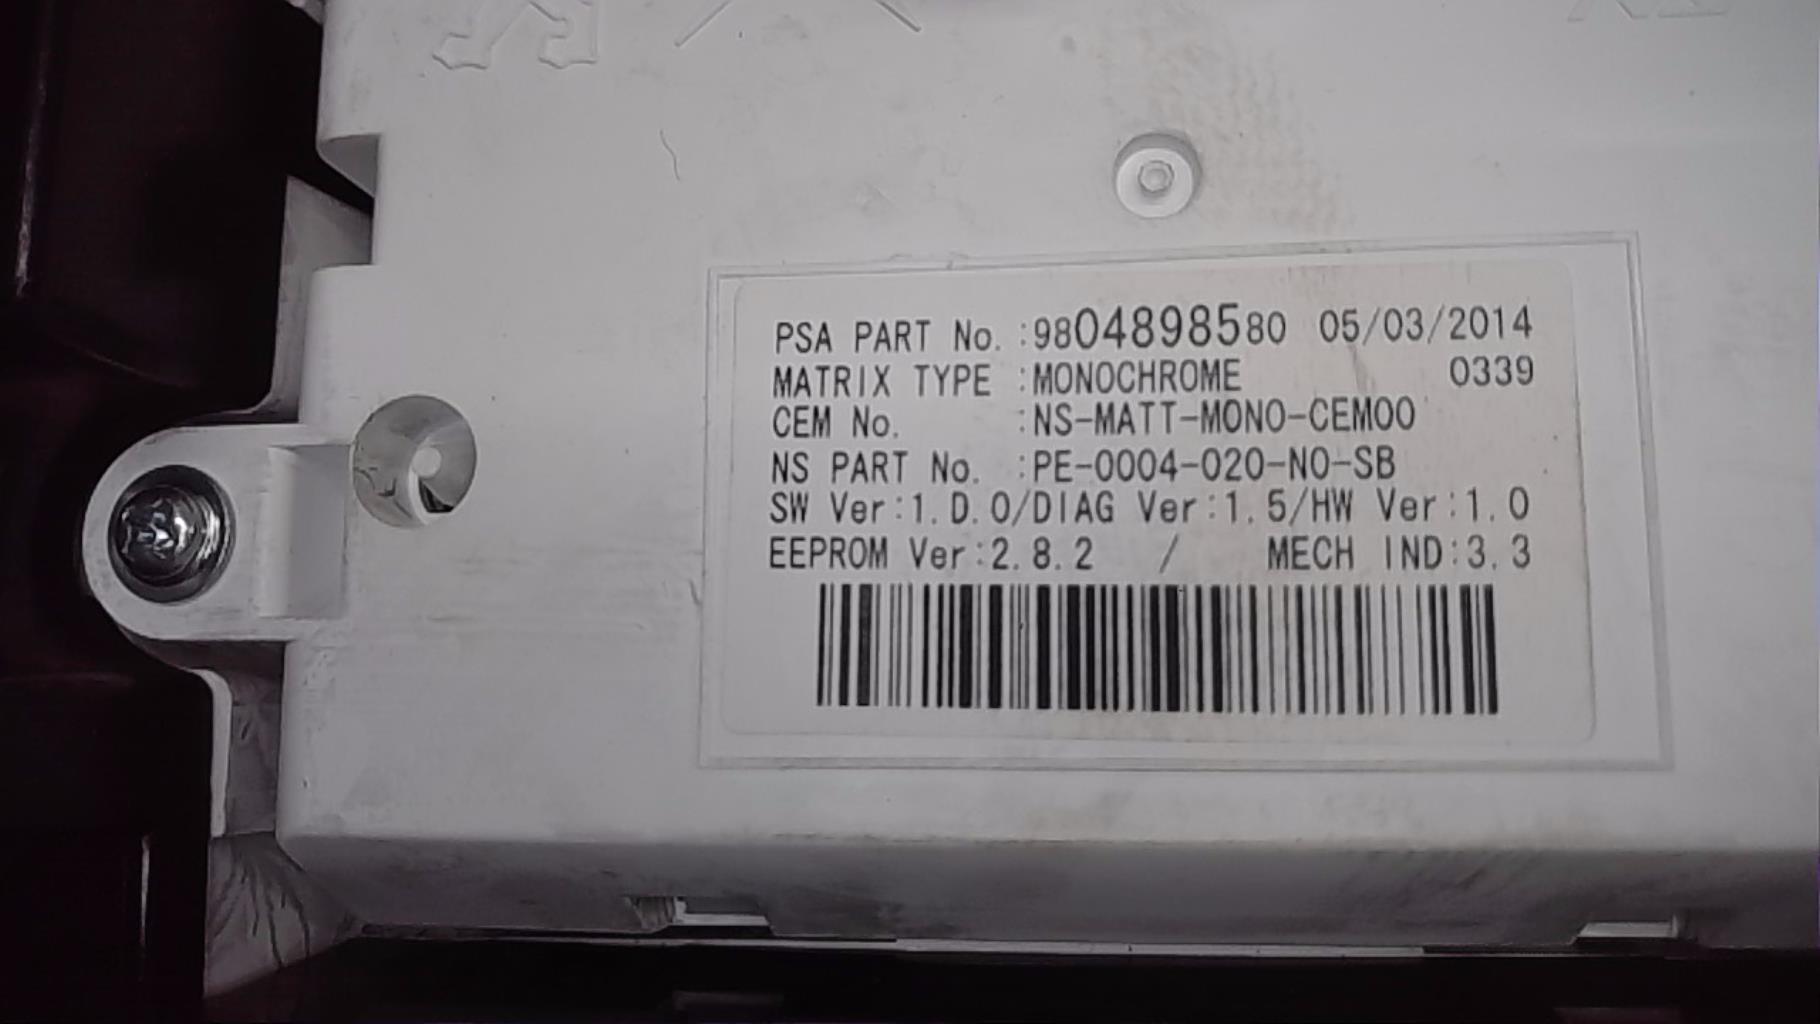 PSA PART No. :9804898580 05/03/2014
MATRIX TYPE :MONOCHROME 0339
CEM No. :NS-MATT-MONO-CEM00
NS PART No. :PE-0004-020-N0-SB
SW Ver:1.D.0/DIAG Ver:1.5/HW Ver:1.0
EEPROM Ver:2.8.2 / MECH IND:3.3